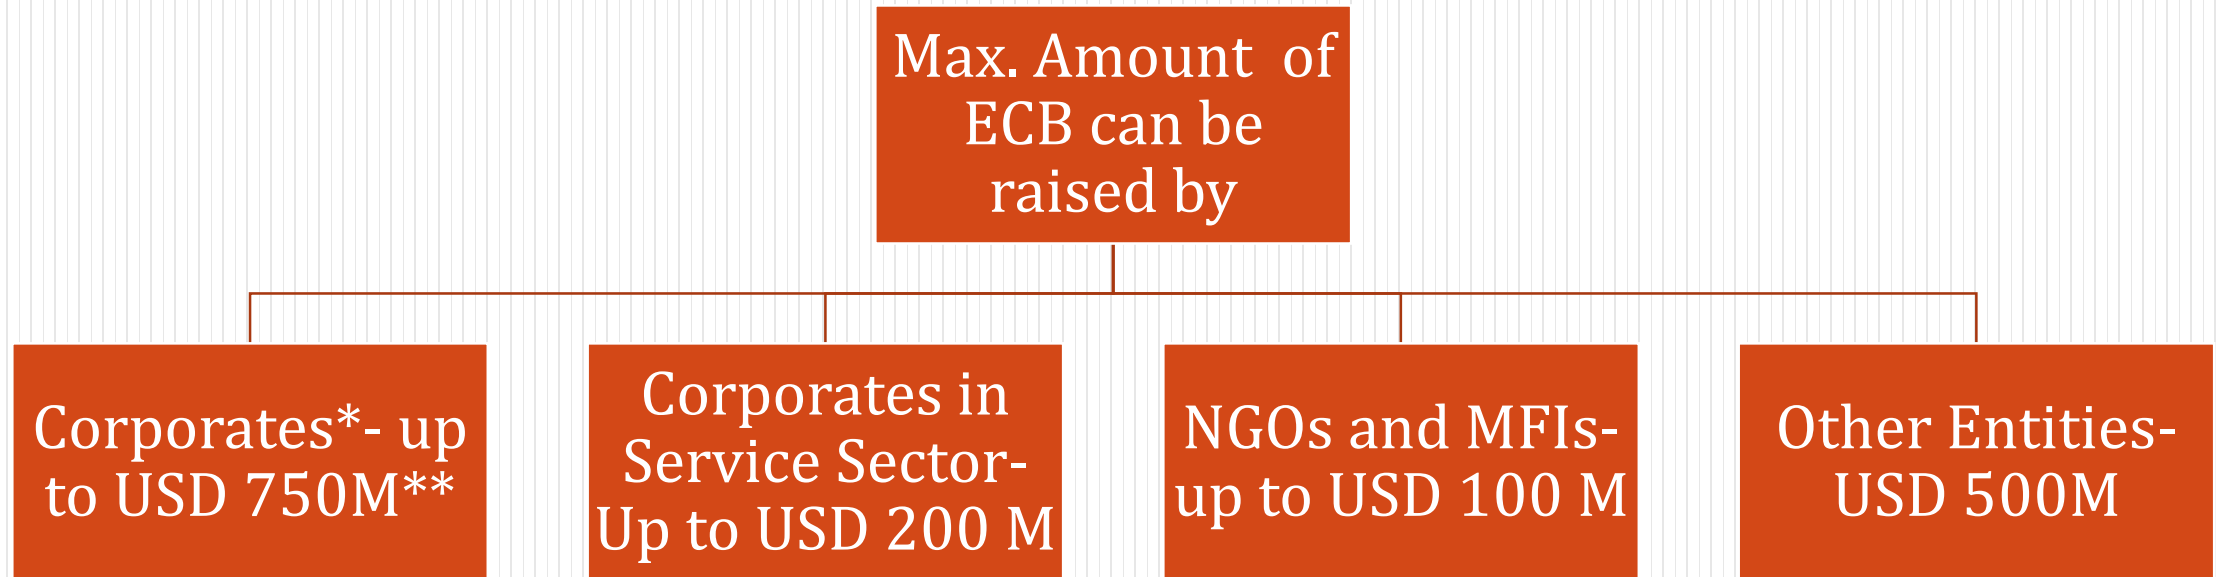 Max. Amount of
ECB can be
raised by
Corporates*- up
to USD 750M**
Corporates in
Service Sector-
Up to USD 200 M
NGOs and MFIs-
up to USD 100 M
Other Entities-
USD 500M